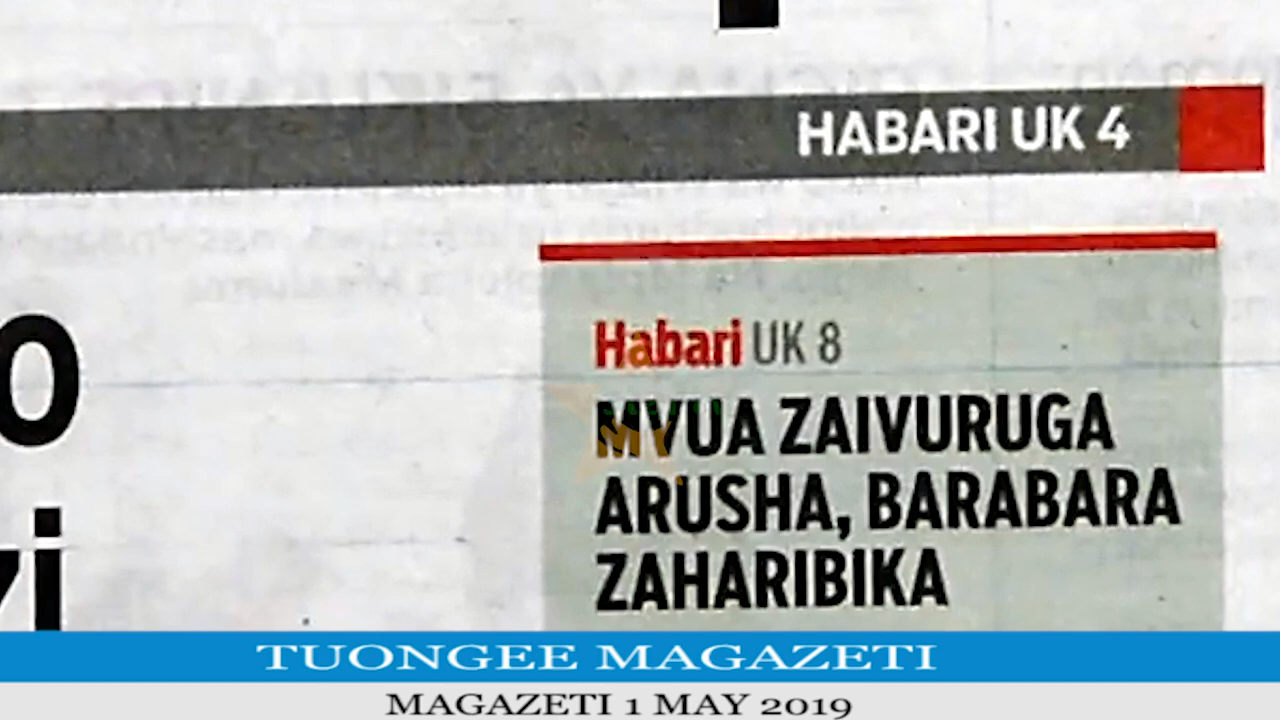 HABARI UK 4
Habari UK 8
MVUA ZAIVURUGA
ARUSHA, BARABARA
ZAHARIBIKA
TUONGEE MAGAZETI
MAGAZETI 1 MAY 2019